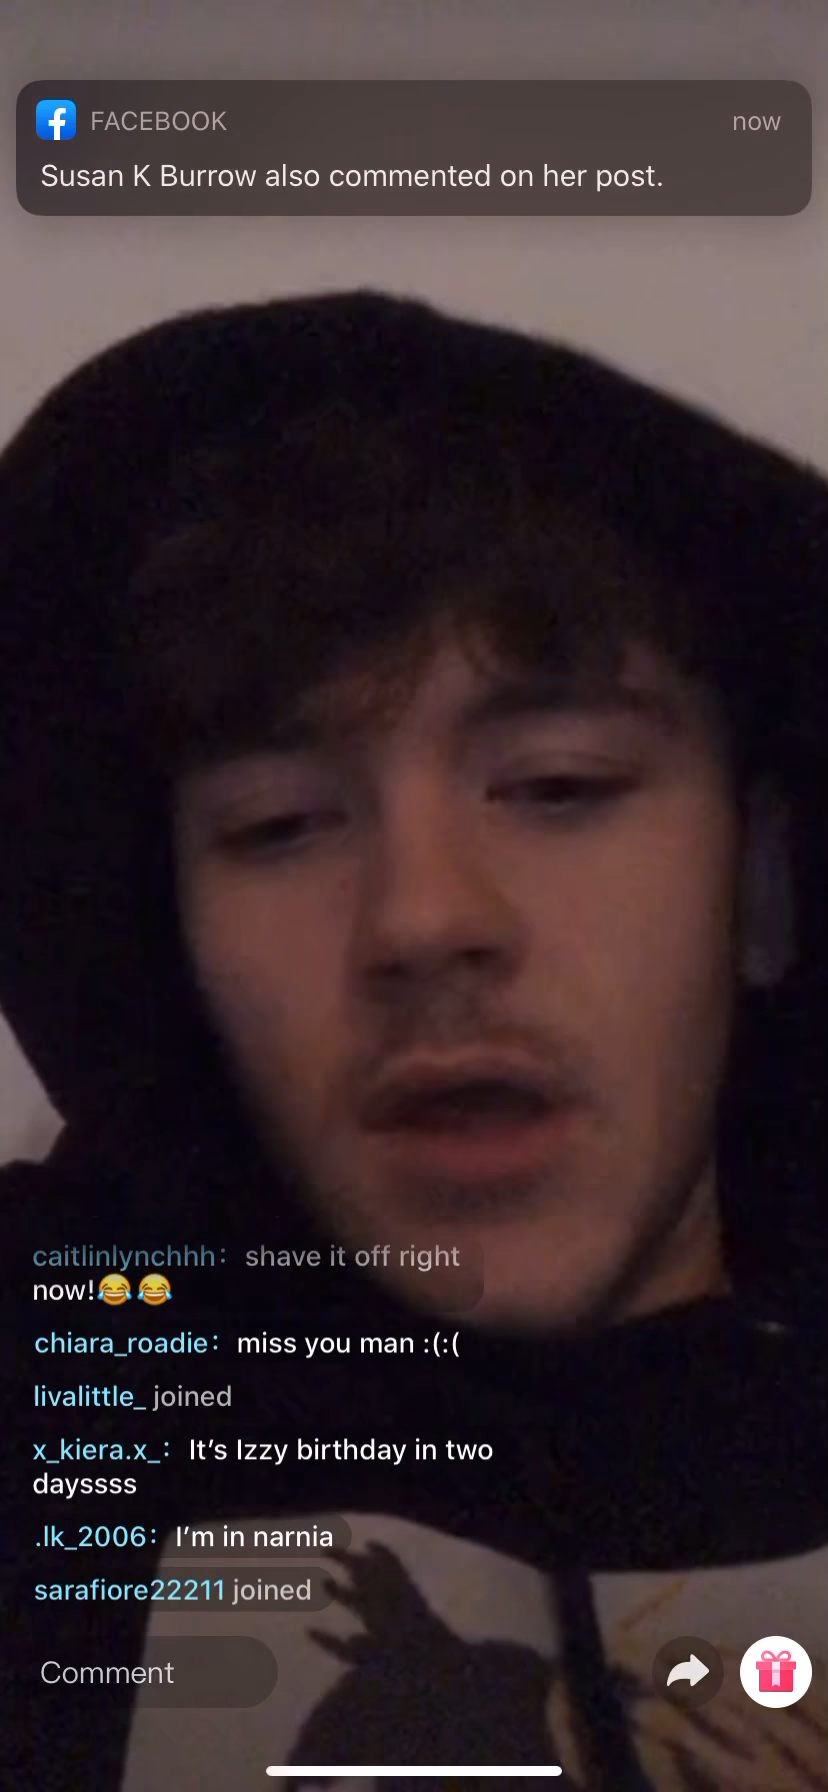 FACEBOOK now
Susan K Burrow also commented on her post.
caitlinlynchhh: shave it off right
now!😂😂
chiara_roadie: miss you man :(:(
livalittle_ joined
x_kiera.x_: It's Izzy birthday in two
dayssss
.lk_2006: I'm in narnia
sarafiore22211 joined
Comment